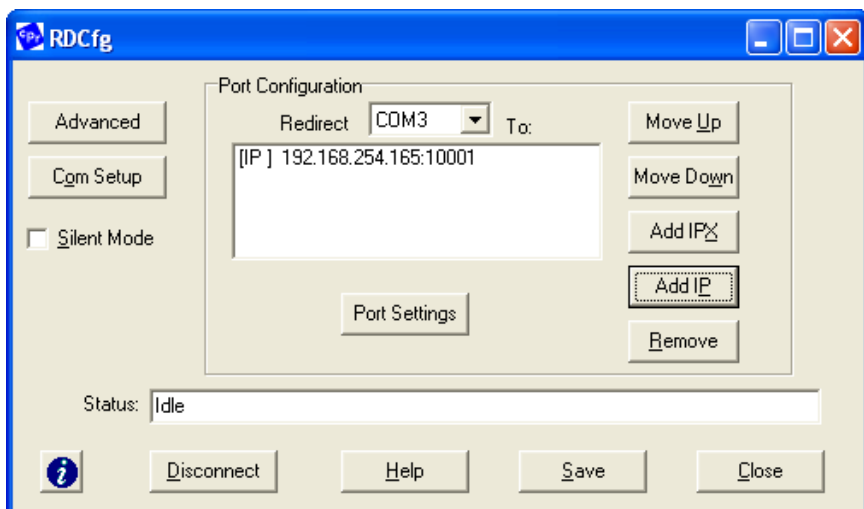 CPr RDCfg
Port Configuration
Advanced
Redirect COM3 To:
Move Up
[IP ] 192.168.254.165:10001
Com Setup
Move Down
Silent Mode
Add IPX
Add IP
Port Settings
Remove
Status: Idle
i Disconnect Help Save Close